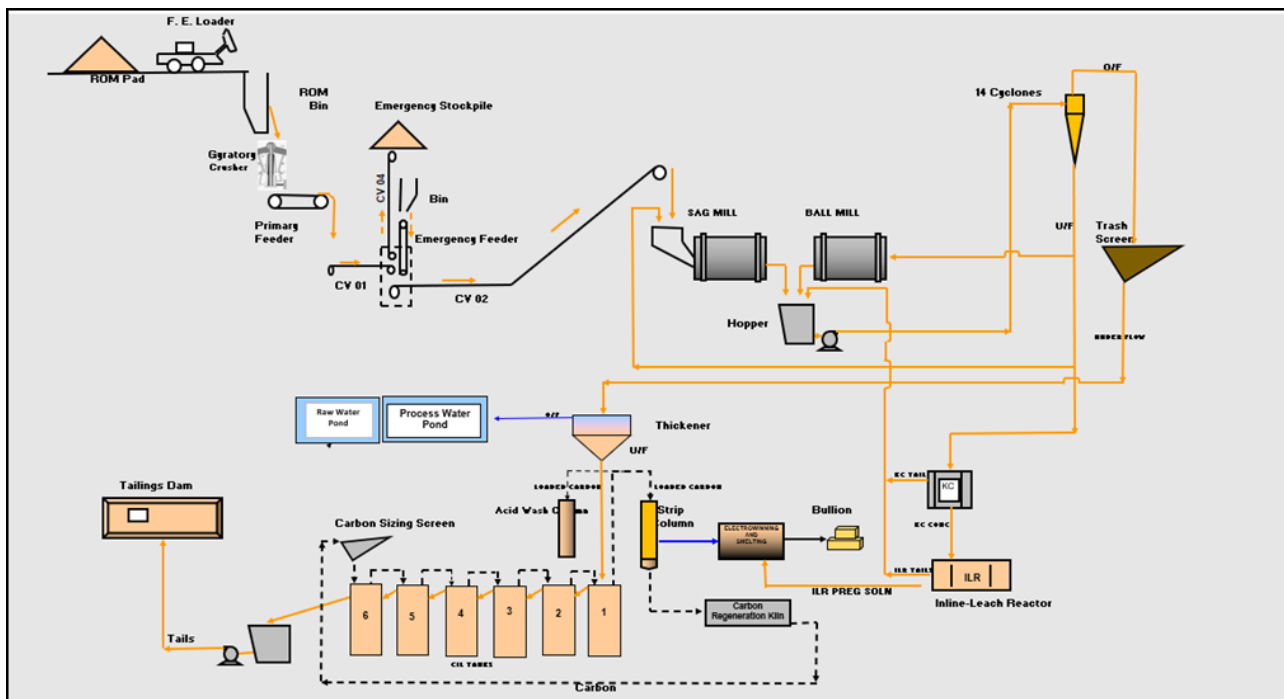 F. E. Loader
ROM Pad
ROM
Bin
Emergency Stockpile
Gyratory
Crusher
CV 04
Bin
Primary
Feeder
Emergency Feeder
CV 01
CV 02
SAG MILL
BALL MILL
Hopper
14 Cyclones
O/F
U/F
Trash
Screen
UNDERFLOW
Raw Water
Pond
Process Water
Pond
O/F
Thickener
U/F
KC TAIL
KC
KC CONC
ILR TAILS
ILR
Inline-Leach Reactor
ILR PREG SOLN
LOADED CARBON
LOADED CARBON
Acid Wash Column
Strip
Column
ELECTROWINNING
AND
SMELTING
Bullion
Tailings Dam
Carbon Sizing Screen
6
5
4
3
2
1
Carbon
Regeneration Kiln
Tails
CIL TANKS
Carbon